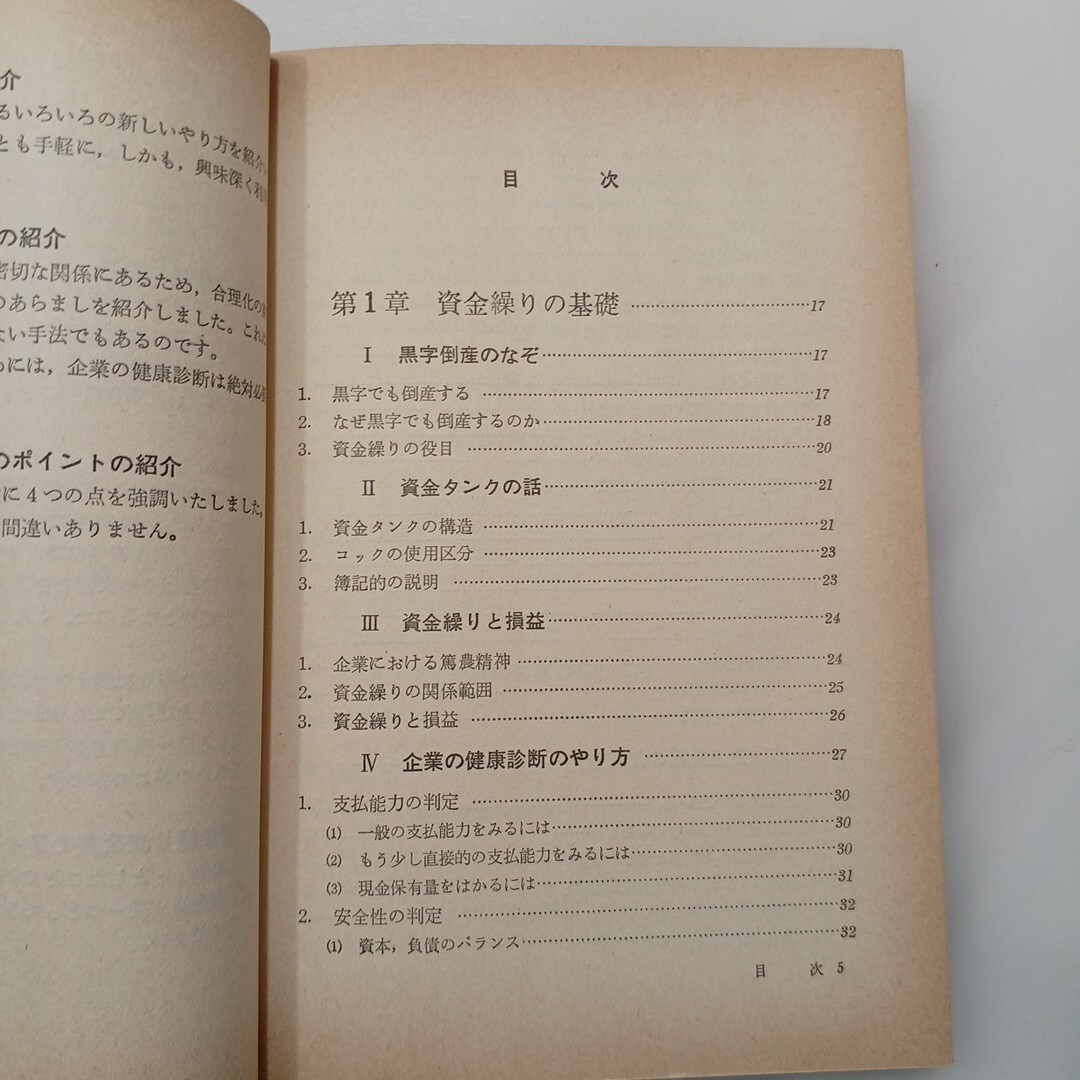 介
るいろいろの新しいやり方を紹介
とも手軽に，しかも，興味深く利
の紹介
密切な関係にあるため，合理化の
のあらましを紹介しました。これは
ない手法でもあるのです。
には，企業の健康診断は絶対必要
のポイントの紹介
に４つの点を強調いたしました。
間違いありません。
目　次
第1章　資金繰りの基礎 ……… 17
Ⅰ　黒字倒産のなぞ ……… 17
1. 黒字でも倒産する ……… 17
2. なぜ黒字でも倒産するのか ……… 18
3. 資金繰りの役目 ……… 20
Ⅱ　資金タンクの話 ……… 21
1. 資金タンクの構造 ……… 21
2. コックの使用区分 ……… 23
3. 簿記的の説明 ……… 23
Ⅲ　資金繰りと損益 ……… 24
1. 企業における篤農精神 ……… 24
2. 資金繰りの関係範囲 ……… 25
3. 資金繰りと損益 ……… 26
Ⅳ　企業の健康診断のやり方 ……… 27
1. 支払能力の判定 ……… 30
(1) 一般の支払能力をみるには ……… 30
(2) もう少し直接的の支払能力をみるには ……… 30
(3) 現金保有量をはかるには ……… 31
2. 安全性の判定 ……… 32
(1) 資本，負債のバランス ……… 32
目　次 5